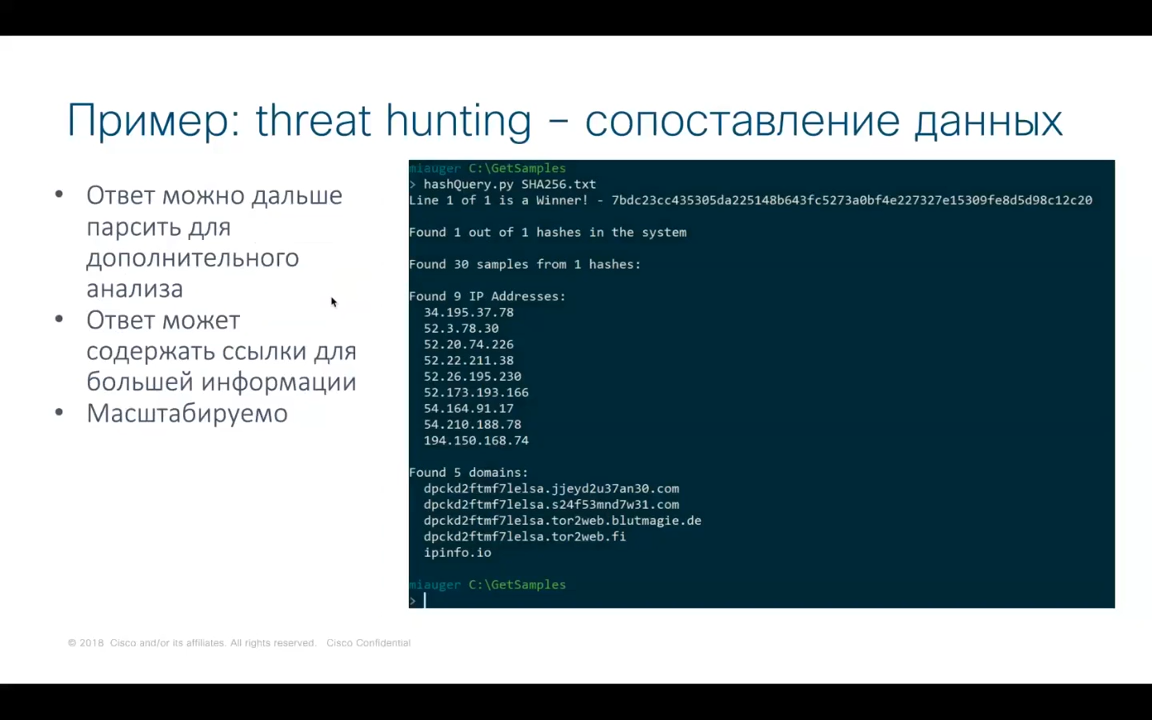 Пример: threat hunting – сопоставление данных
• Ответ можно дальше
парсить для
дополнительного
анализа
• Ответ может
содержать ссылки для
большей информации
• Масштабируемо
miauger C:\GetSamples
> hashQuery.py SHA256.txt
Line 1 of 1 is a Winner! - 7bdc23cc435305da225148b643fc5273a0bf4e227327e15309fe8d5d98c12c20
Found 1 out of 1 hashes in the system
Found 30 samples from 1 hashes:
Found 9 IP Addresses:
34.195.37.78
52.3.78.30
52.20.74.226
52.22.211.38
52.26.195.230
52.173.193.166
54.164.91.17
54.210.188.78
194.150.168.74
Found 5 domains:
dpckd2ftmf7lelsa.jjeyd2u37an30.com
dpckd2ftmf7lelsa.s24f53mnd7w31.com
dpckd2ftmf7lelsa.tor2web.blutmagie.de
dpckd2ftmf7lelsa.tor2web.fi
ipinfo.io
miauger C:\GetSamples
>
© 2018 Cisco and/or its affiliates. All rights reserved. Cisco Confidential